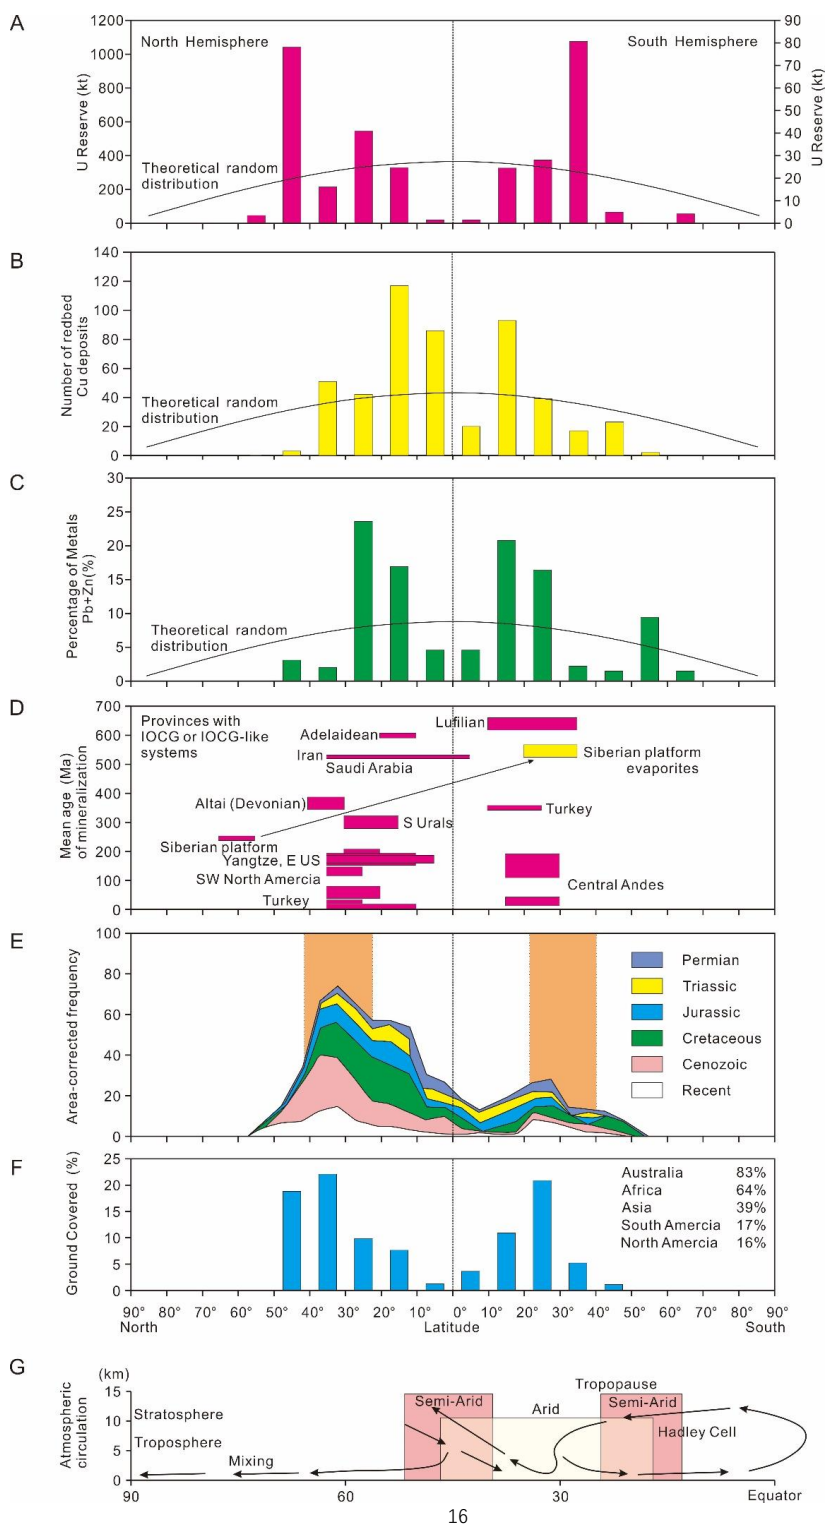 A
1200
1000
800
600
400
200
0
U Reserve (kt)
North Hemisphere
South Hemisphere
Theoretical random
distribution
90
80
70
60
50
40
30
20
10
0
U Reserve (kt)
B
140
120
100
80
60
40
20
0
Number of redbed
Cu deposits
Theoretical random
distribution
C
30
25
20
15
10
5
0
Percentage of Metals
Pb+Zn(%)
Theoretical random
distribution
D
700
600
500
400
300
200
100
0
Mean age (Ma)
of mineralization
Provinces with
IOCG or IOCG-like
systems
Adelaidean
Lufilian
Iran
Saudi Arabia
Siberian platform
evaporites
Altai (Devonian)
Turkey
S Urals
Siberian platform
Yangtze, E US
SW North Amercia
Central Andes
Turkey
E
100
80
60
40
20
0
Area-corrected frequency
Permian
Triassic
Jurassic
Cretaceous
Cenozoic
Recent
F
25
20
15
10
5
0
Ground Covered (%)
Australia 83%
Africa 64%
Asia 39%
South Amercia 17%
North Amercia 16%
90° 80° 70° 60° 50° 40° 30° 20° 10° 0° 10° 20° 30° 40° 50° 60° 70° 80° 90°
North Latitude South
G
(km)
15
10
5
0
Atmospheric
circulation
Tropopause
Semi-Arid
Arid
Semi-Arid
Stratosphere
Troposphere
Hadley Cell
Mixing
90 60 30 Equator
16